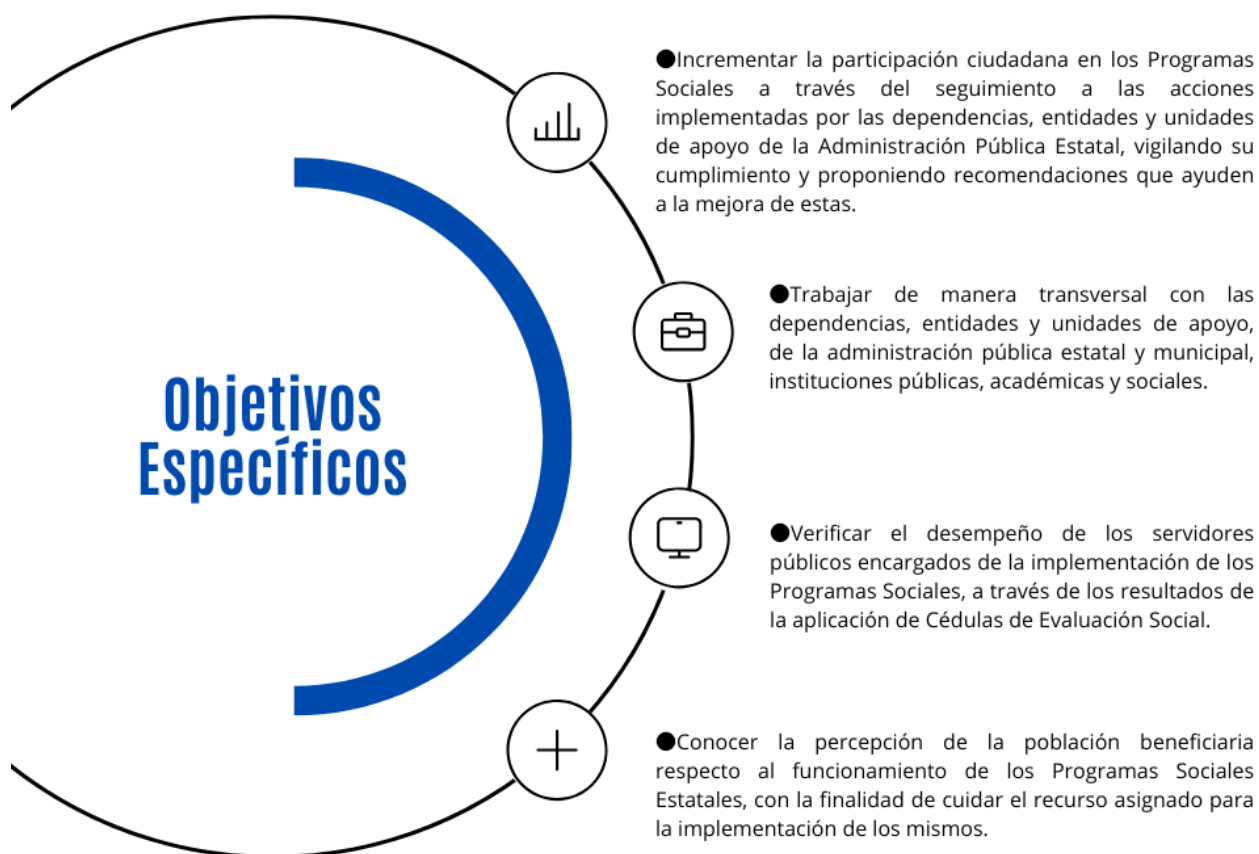 Objetivos
Específicos
●Incrementar la participación ciudadana en los Programas
Sociales a través del seguimiento a las acciones
implementadas por las dependencias, entidades y unidades
de apoyo de la Administración Pública Estatal, vigilando su
cumplimiento y proponiendo recomendaciones que ayuden
a la mejora de estas.
●Trabajar de manera transversal con las
dependencias, entidades y unidades de apoyo,
de la administración pública estatal y municipal,
instituciones públicas, académicas y sociales.
●Verificar el desempeño de los servidores
públicos encargados de la implementación de los
Programas Sociales, a través de los resultados de
la aplicación de Cédulas de Evaluación Social.
●Conocer la percepción de la población beneficiaria
respecto al funcionamiento de los Programas Sociales
Estatales, con la finalidad de cuidar el recurso asignado para
la implementación de los mismos.